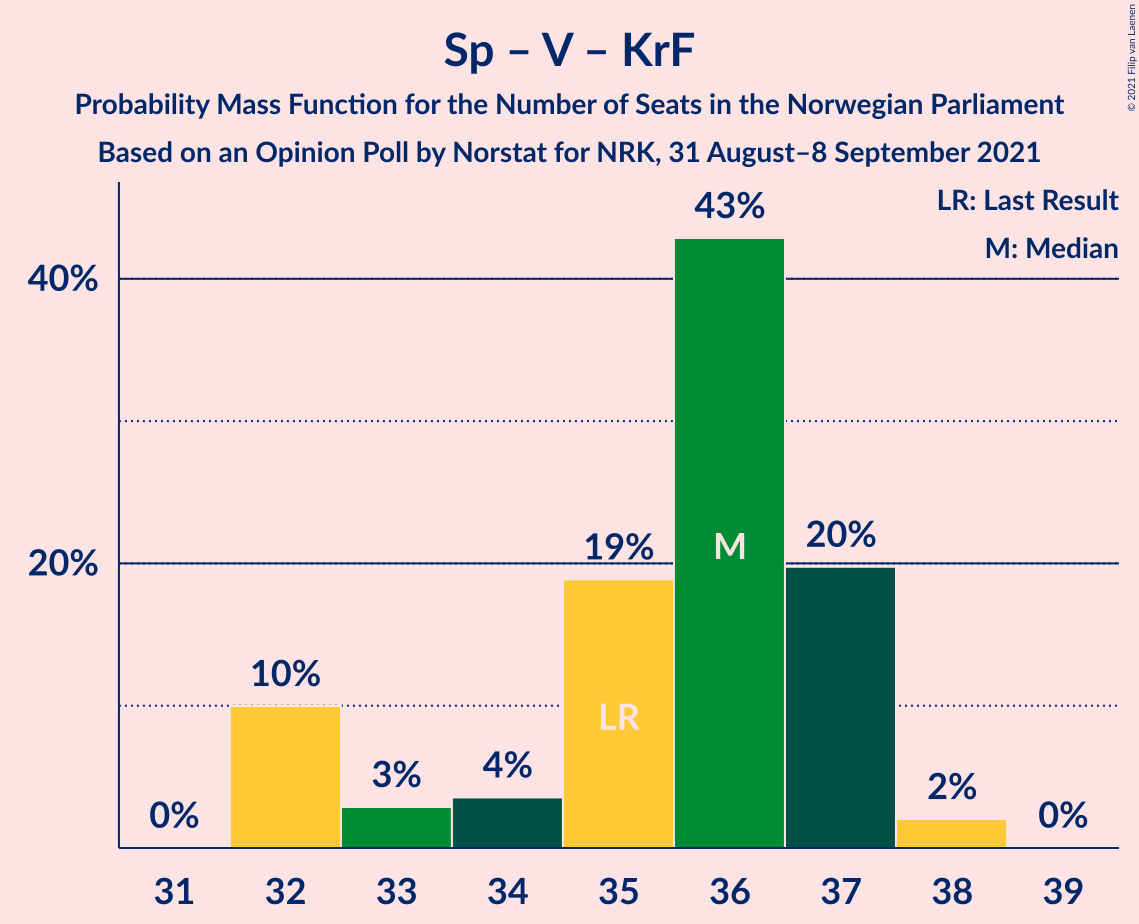 Sp – V – KrF
Probability Mass Function for the Number of Seats in the Norwegian Parliament
Based on an Opinion Poll by Norstat for NRK, 31 August–8 September 2021
© 2021 Filip van Laenen
LR: Last Result
M: Median
43%
40%
20%
19%
M
20%
10%
LR
0%
3%
4%
2%
0%
31 32 33 34 35 36 37 38 39